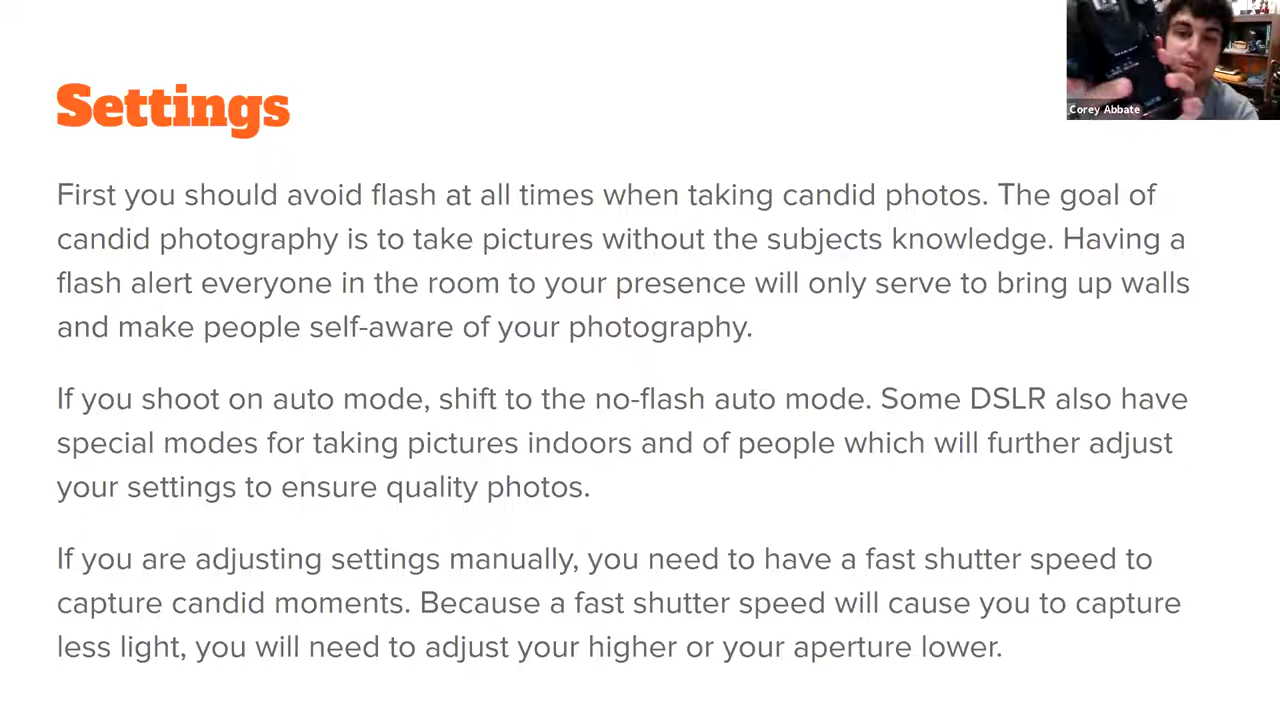 Settings
Corey Abbate
First you should avoid flash at all times when taking candid photos. The goal of
candid photography is to take pictures without the subjects knowledge. Having a
flash alert everyone in the room to your presence will only serve to bring up walls
and make people self-aware of your photography.
If you shoot on auto mode, shift to the no-flash auto mode. Some DSLR also have
special modes for taking pictures indoors and of people which will further adjust
your settings to ensure quality photos.
If you are adjusting settings manually, you need to have a fast shutter speed to
capture candid moments. Because a fast shutter speed will cause you to capture
less light, you will need to adjust your higher or your aperture lower.